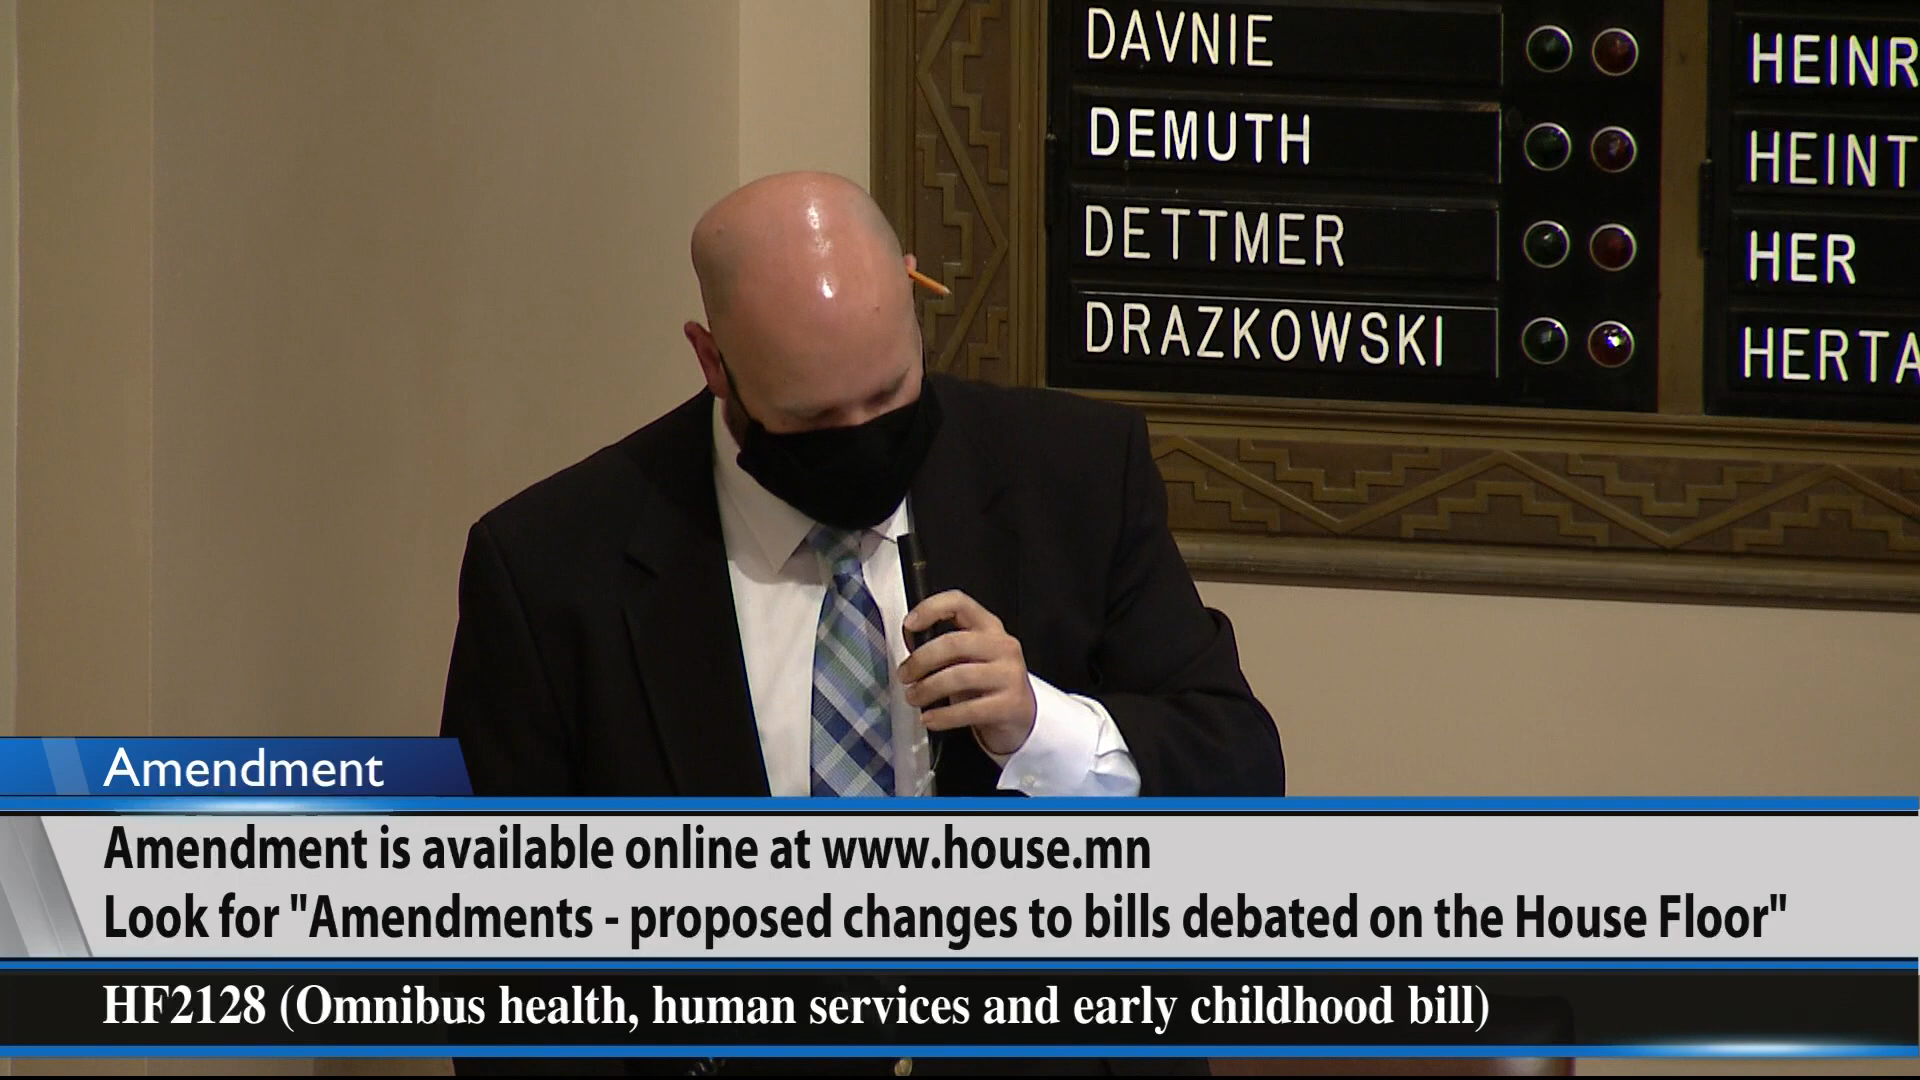 DAVNIE
DEMUTH
DETTMER
DRAZKOWSKI
HEINR
HEINT
HER
HERTA
Amendment
Amendment is available online at www.house.mn
Look for "Amendments - proposed changes to bills debated on the House Floor"
HF2128 (Omnibus health, human services and early childhood bill)